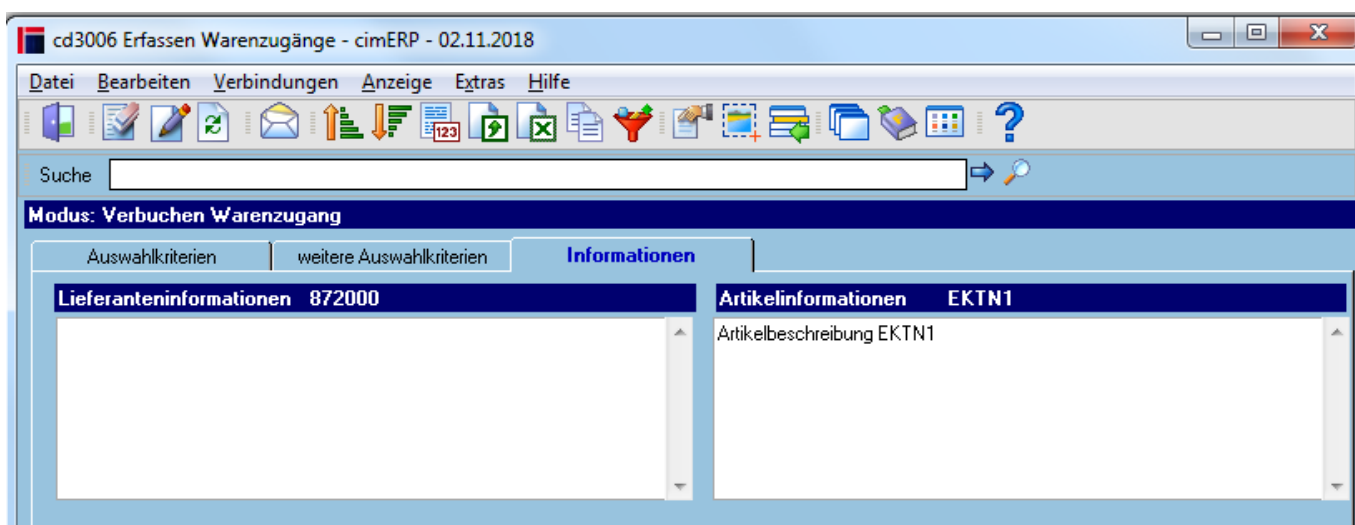 cd3006 Erfassen Warenzugänge - cimERP - 02.11.2018
Datei Bearbeiten Verbindungen Anzeige Extras Hilfe
123
Suche
Modus: Verbuchen Warenzugang
Auswahlkriterien weitere Auswahlkriterien Informationen
Lieferanteninformationen 872000 Artikelinformationen EKTN1
Artikelbeschreibung EKTN1